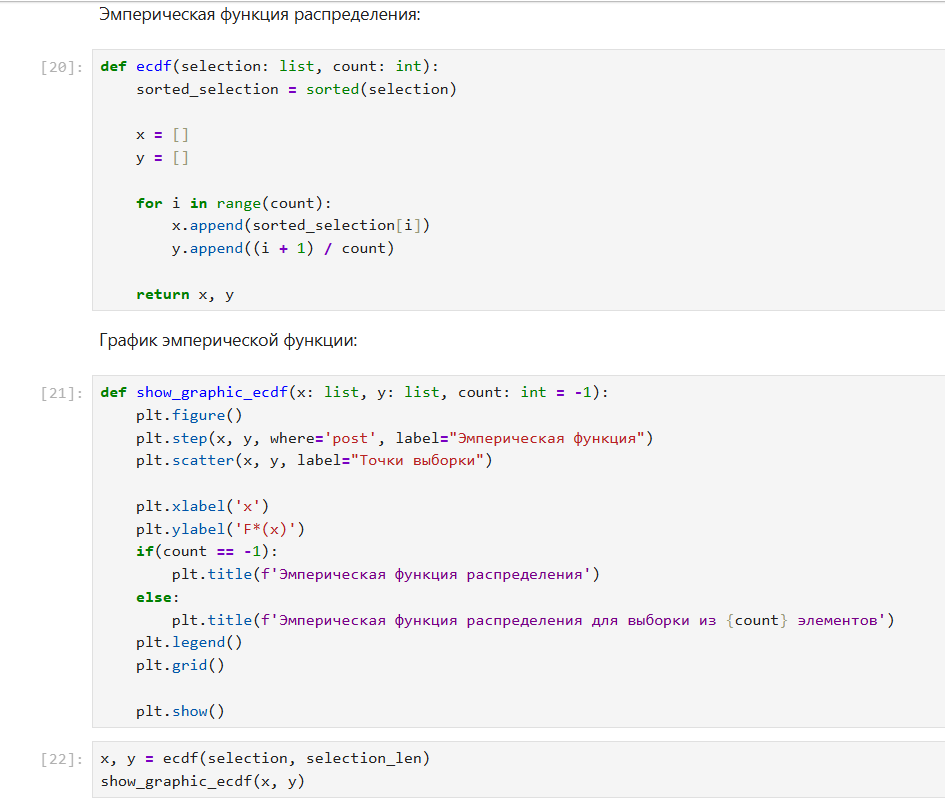 Эмперическая функция распределения:
[20]: def ecdf(selection: list, count: int):
    sorted_selection = sorted(selection)

    x = []
    y = []

    for i in range(count):
        x.append(sorted_selection[i])
        y.append((i + 1) / count)

    return x, y
График эмперической функции:
[21]: def show_graphic_ecdf(x: list, y: list, count: int = -1):
    plt.figure()
    plt.step(x, y, where='post', label="Эмперическая функция")
    plt.scatter(x, y, label="Точки выборки")

    plt.xlabel('x')
    plt.ylabel('F*(x)')
    if(count == -1):
        plt.title(f'Эмперическая функция распределения')
    else:
        plt.title(f'Эмперическая функция распределения для выборки из {count} элементов')
    plt.legend()
    plt.grid()

    plt.show()
[22]: x, y = ecdf(selection, selection_len)
show_graphic_ecdf(x, y)